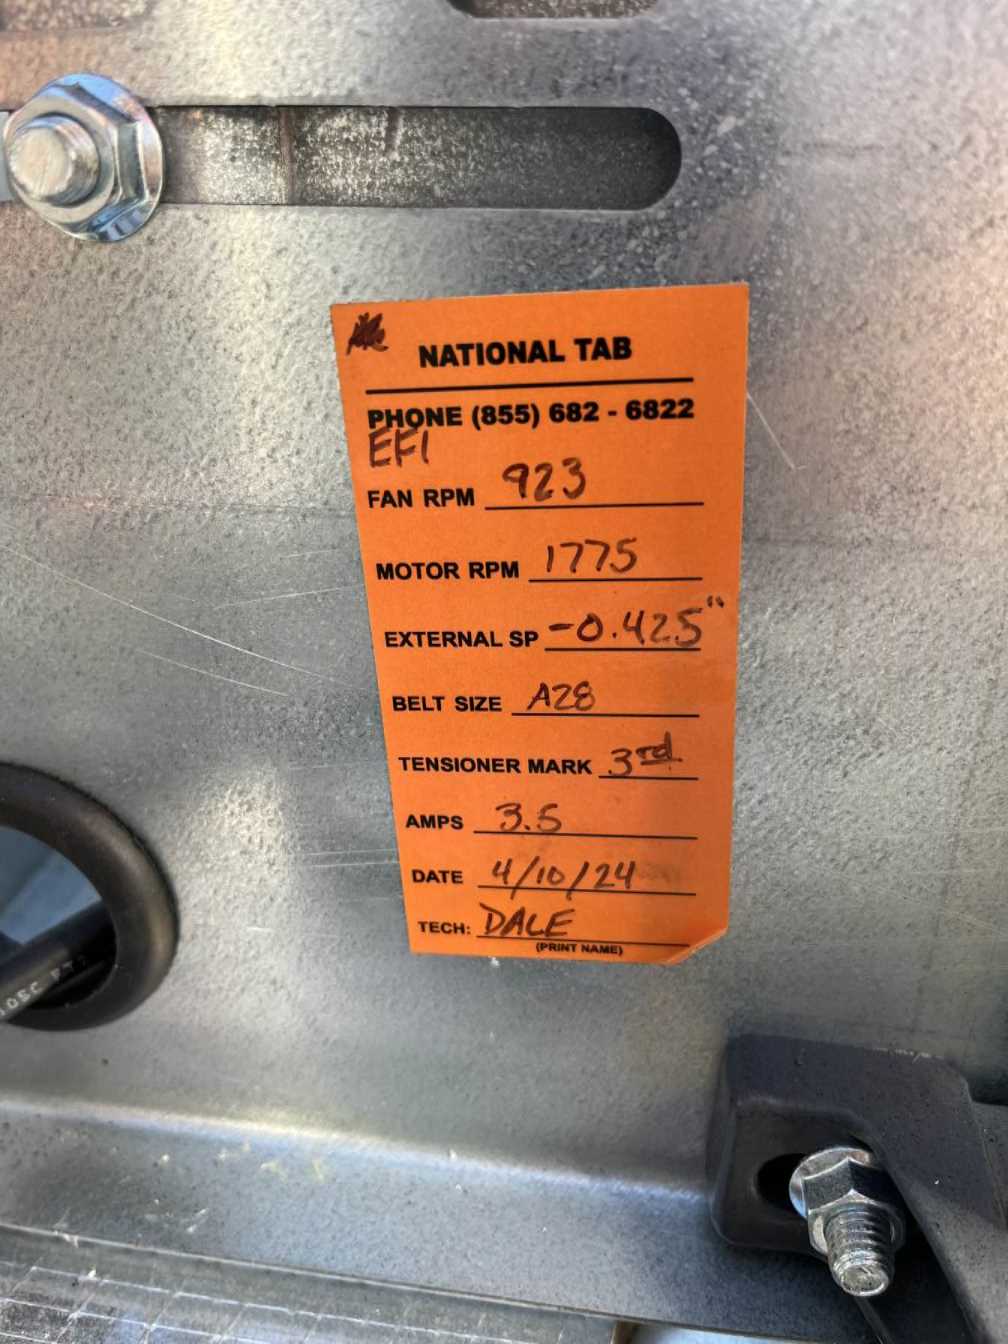 NATIONAL TAB
PHONE (855) 682 - 6822
EF1
FAN RPM 923
MOTOR RPM 1775
EXTERNAL SP -0.425"
BELT SIZE A28
TENSIONER MARK 3rd
AMPS 3.5
DATE 4/10/24
TECH: DALE
(PRINT NAME)